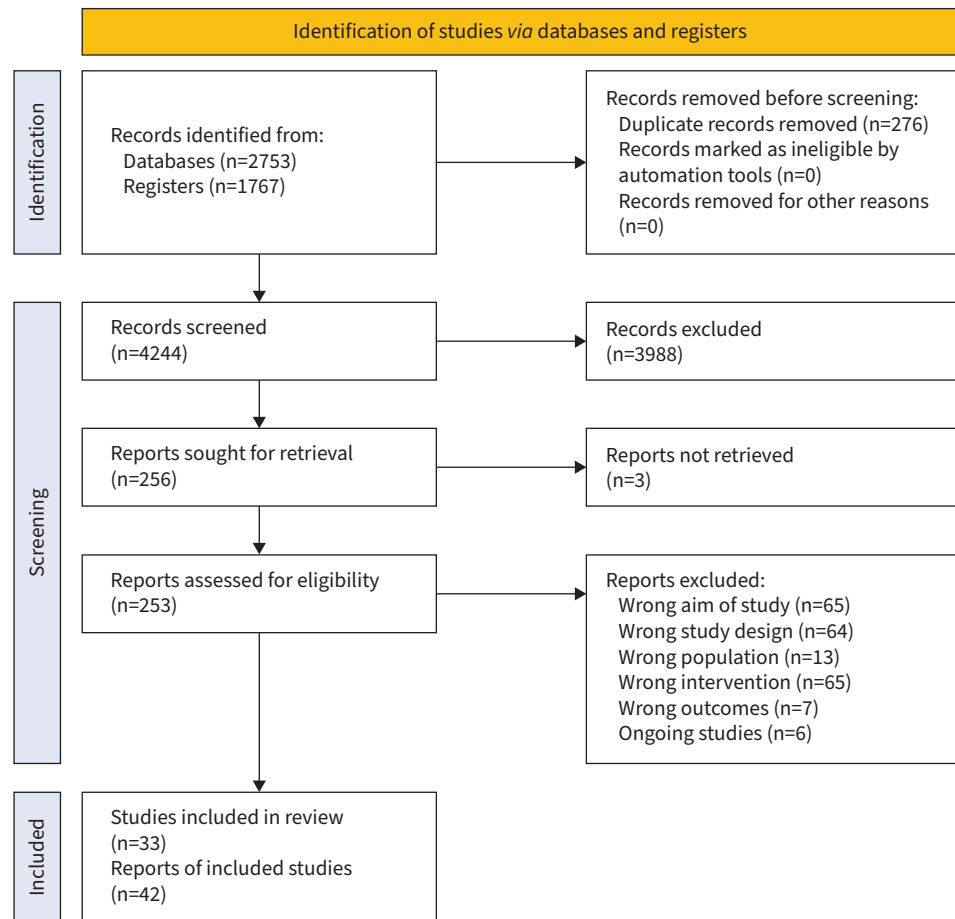 Identification of studies via databases and registers
Identification
Records identified from:
Databases (n=2753)
Registers (n=1767)
Records removed before screening:
Duplicate records removed (n=276)
Records marked as ineligible by
automation tools (n=0)
Records removed for other reasons
(n=0)
Screening
Records screened
(n=4244)
Records excluded
(n=3988)
Reports sought for retrieval
(n=256)
Reports not retrieved
(n=3)
Reports assessed for eligibility
(n=253)
Reports excluded:
Wrong aim of study (n=65)
Wrong study design (n=64)
Wrong population (n=13)
Wrong intervention (n=65)
Wrong outcomes (n=7)
Ongoing studies (n=6)
Included
Studies included in review
(n=33)
Reports of included studies
(n=42)